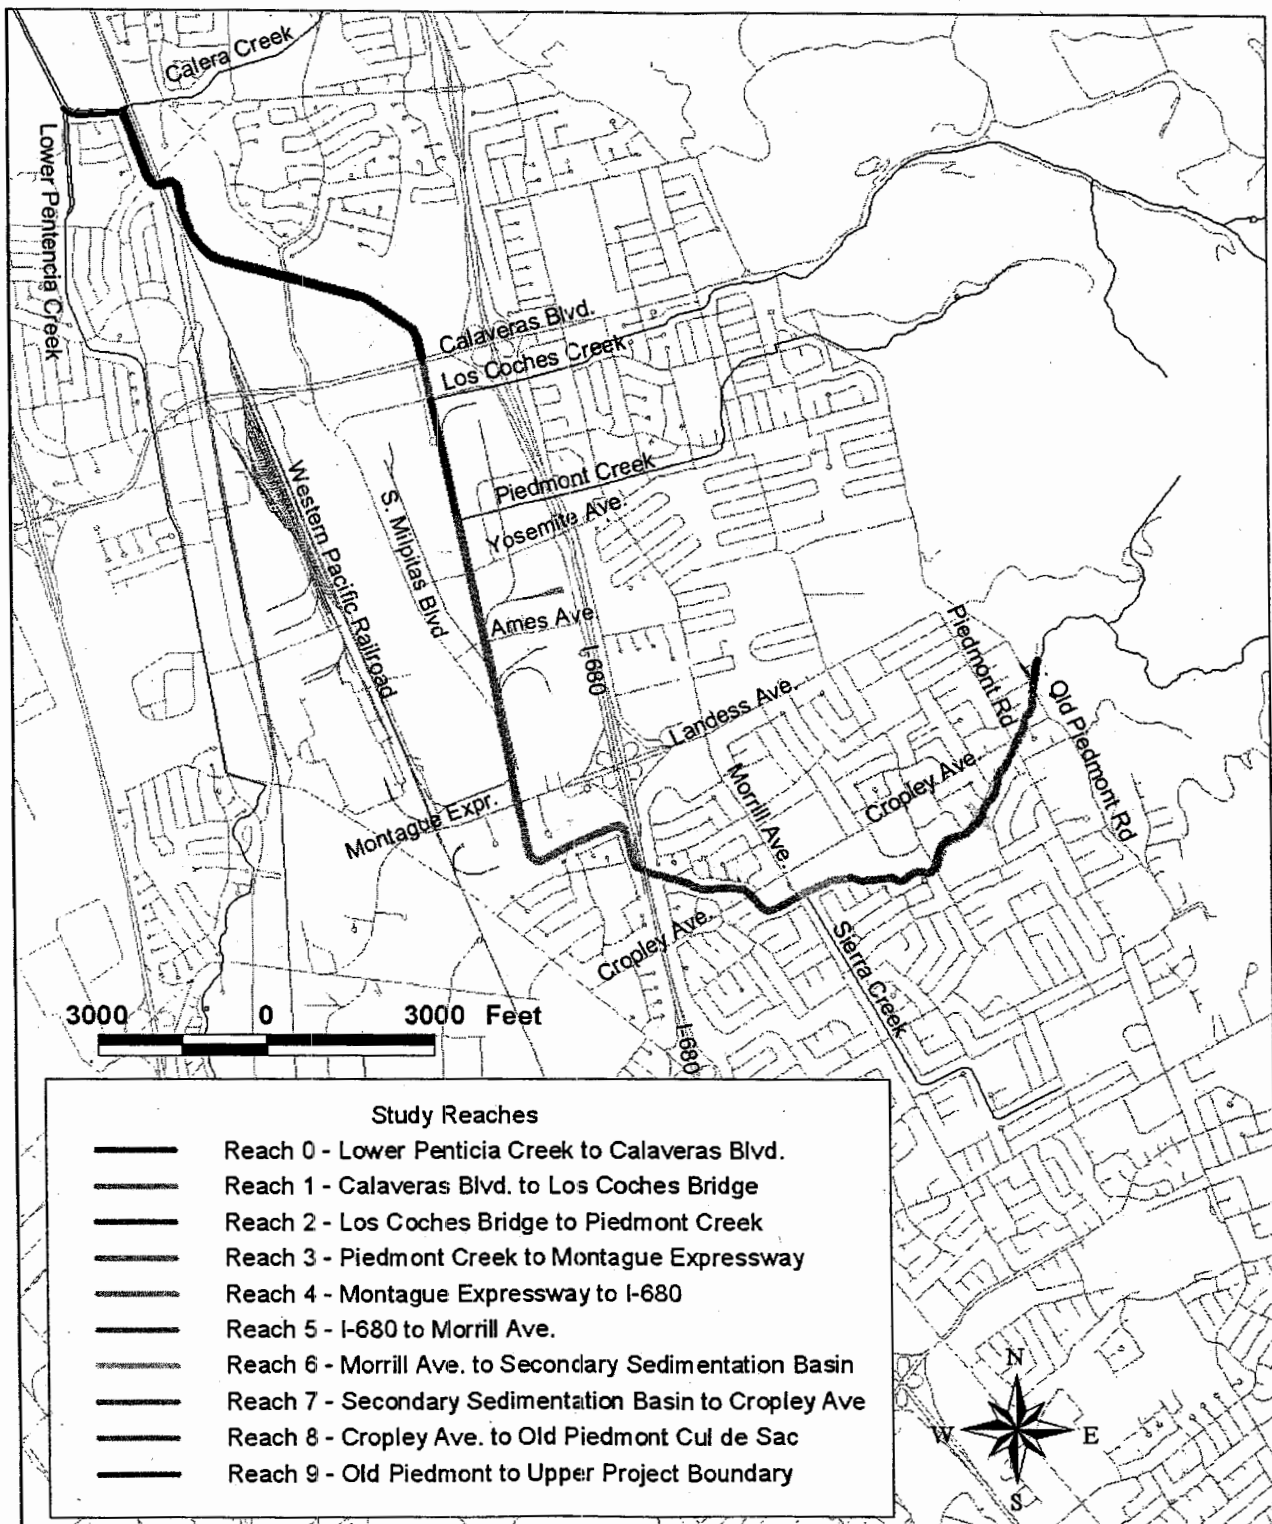 Calera Creek
Lower Pentencia Creek
Calaveras Blvd.
Los Coches Creek
Piedmont Creek
Yosemite Ave.
Western Pacific Railroad
S. Milpitas Blvd
Ames Ave.
I-680
Piedmont Rd
Old Piedmont Rd
Landess Ave.
Morrill Ave.
Cropley Ave.
Montague Expr.
Cropley Ave.
Sierra Creek
I-680
3000 0 3000 Feet
Study Reaches
Reach 0 - Lower Penticia Creek to Calaveras Blvd.
Reach 1 - Calaveras Blvd. to Los Coches Bridge
Reach 2 - Los Coches Bridge to Piedmont Creek
Reach 3 - Piedmont Creek to Montague Expressway
Reach 4 - Montague Expressway to I-680
Reach 5 - I-680 to Morrill Ave.
Reach 6 - Morrill Ave. to Secondary Sedimentation Basin
Reach 7 - Secondary Sedimentation Basin to Cropley Ave
Reach 8 - Cropley Ave. to Old Piedmont Cul de Sac
Reach 9 - Old Piedmont to Upper Project Boundary
N
W E
S